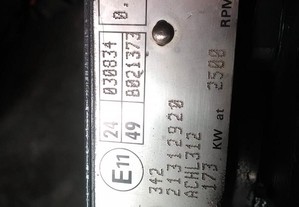 E11 24 030834 0.
49 B021373
342
21312920
ACHL312
173 KW at 2500 RPM